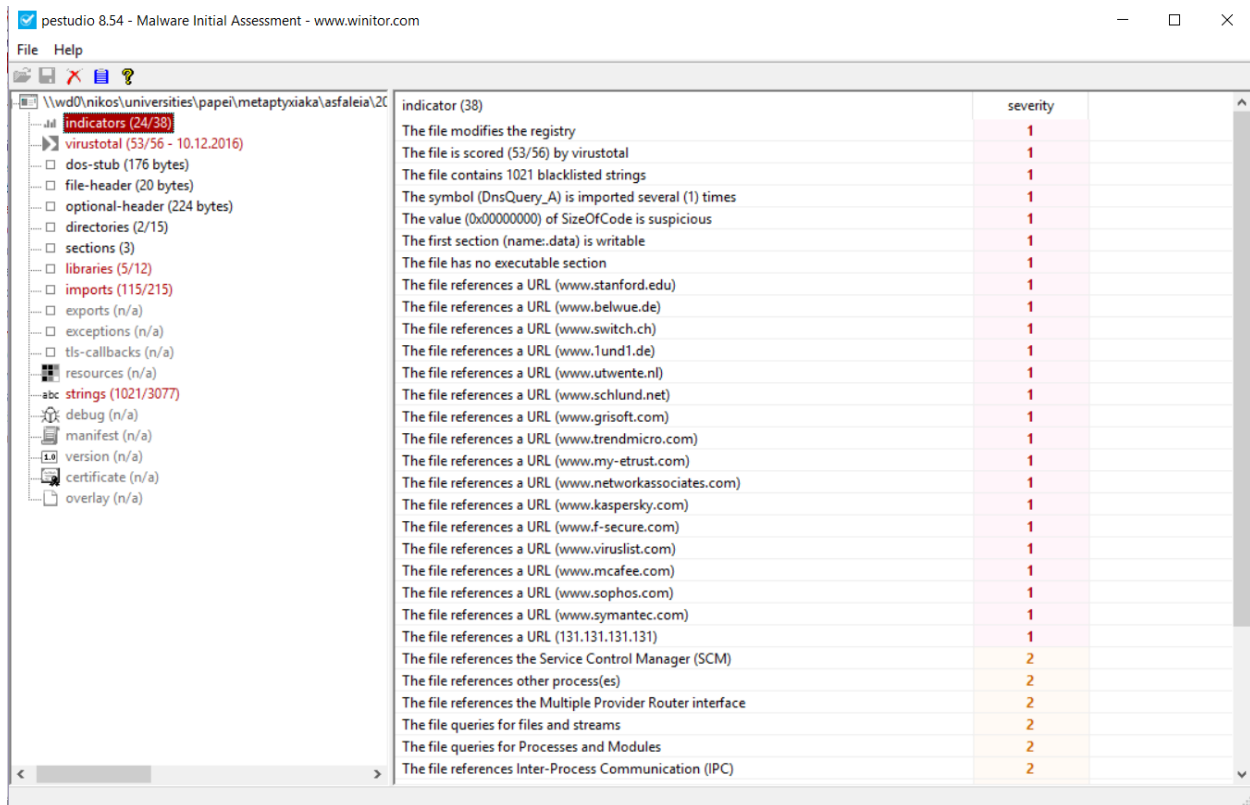 pestudio 8.54 - Malware Initial Assessment - www.winitor.com
File Help
\\wd0\nikos\universities\papei\metaptyxiaka\asfaleia\20
indicators (24/38)
virustotal (53/56 - 10.12.2016)
dos-stub (176 bytes)
file-header (20 bytes)
optional-header (224 bytes)
directories (2/15)
sections (3)
libraries (5/12)
imports (115/215)
exports (n/a)
exceptions (n/a)
tls-callbacks (n/a)
resources (n/a)
abc strings (1021/3077)
debug (n/a)
manifest (n/a)
1.0 version (n/a)
certificate (n/a)
overlay (n/a)
indicator (38) severity
The file modifies the registry 1
The file is scored (53/56) by virustotal 1
The file contains 1021 blacklisted strings 1
The symbol (DnsQuery_A) is imported several (1) times 1
The value (0x00000000) of SizeOfCode is suspicious 1
The first section (name:.data) is writable 1
The file has no executable section 1
The file references a URL (www.stanford.edu) 1
The file references a URL (www.belwue.de) 1
The file references a URL (www.switch.ch) 1
The file references a URL (www.1und1.de) 1
The file references a URL (www.utwente.nl) 1
The file references a URL (www.schlund.net) 1
The file references a URL (www.grisoft.com) 1
The file references a URL (www.trendmicro.com) 1
The file references a URL (www.my-etrust.com) 1
The file references a URL (www.networkassociates.com) 1
The file references a URL (www.kaspersky.com) 1
The file references a URL (www.f-secure.com) 1
The file references a URL (www.viruslist.com) 1
The file references a URL (www.mcafee.com) 1
The file references a URL (www.sophos.com) 1
The file references a URL (www.symantec.com) 1
The file references a URL (131.131.131.131) 1
The file references the Service Control Manager (SCM) 2
The file references other process(es) 2
The file references the Multiple Provider Router interface 2
The file queries for files and streams 2
The file queries for Processes and Modules 2
The file references Inter-Process Communication (IPC) 2